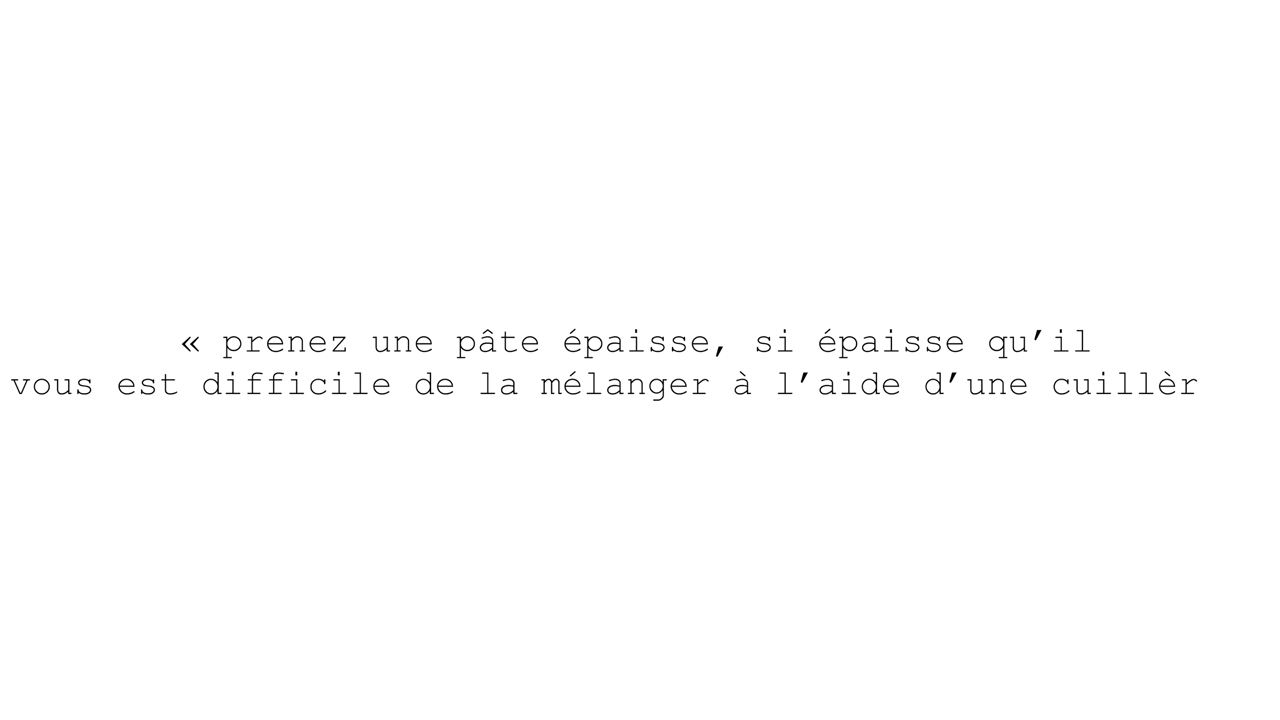 « prenez une pâte épaisse, si épaisse qu’il
vous est difficile de la mélanger à l’aide d’une cuillèr